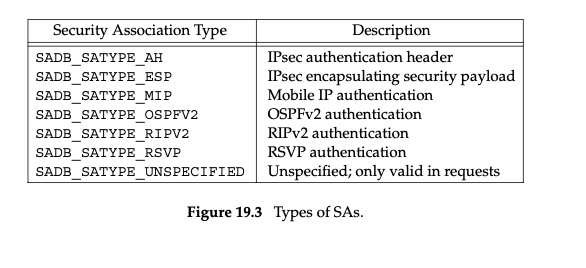 Security Association Type Description
SADB_SATYPE_AH IPsec authentication header
SADB_SATYPE_ESP IPsec encapsulating security payload
SADB_SATYPE_MIP Mobile IP authentication
SADB_SATYPE_OSPFV2 OSPFv2 authentication
SADB_SATYPE_RIPV2 RIPv2 authentication
SADB_SATYPE_RSVP RSVP authentication
SADB_SATYPE_UNSPECIFIED Unspecified; only valid in requests
Figure 19.3 Types of SAs.